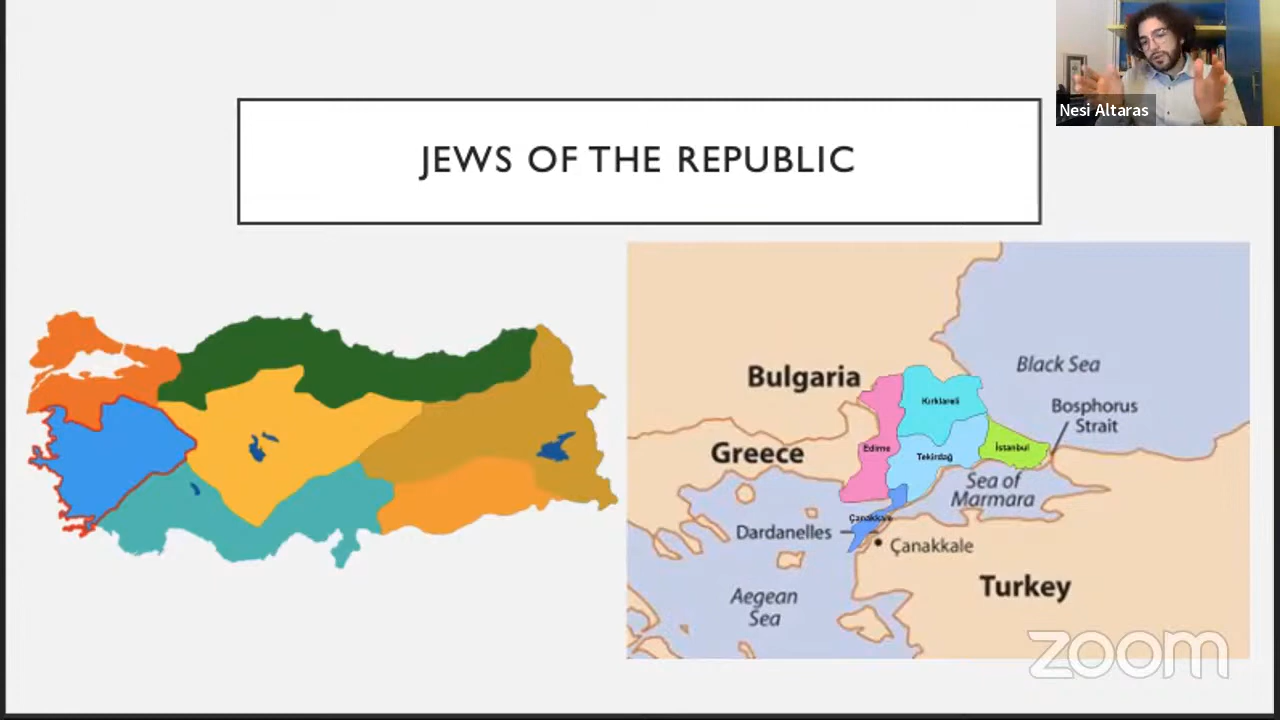 Nesi Altaras
JEWS OF THE REPUBLIC
Black Sea
Bulgaria
Kırklareli
Bosphorus
Strait
Greece
Edirne
İstanbul
Tekirdağ
Sea of
Marmara
Çanakkale
Dardanelles
Çanakkale
Turkey
Aegean
Sea
zoom